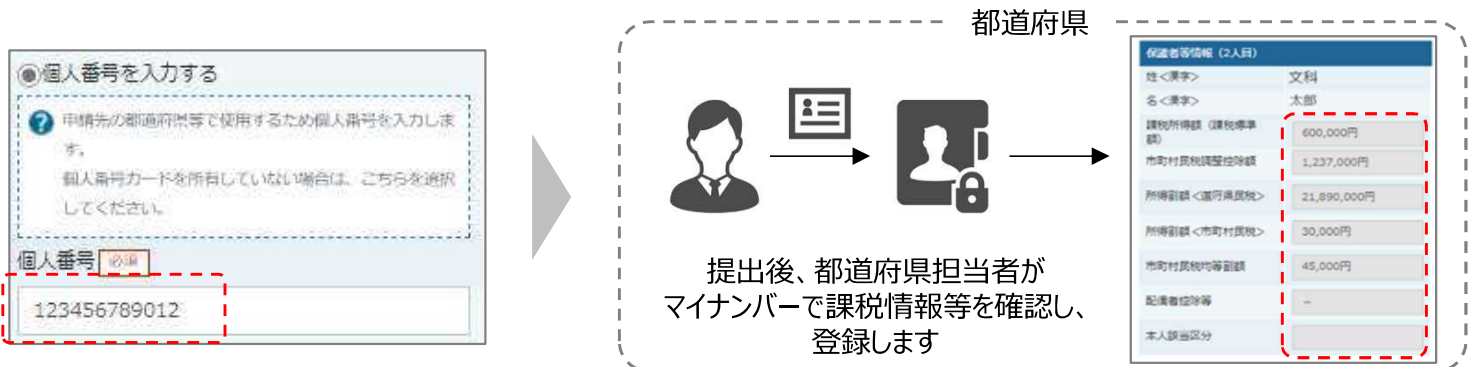 個人番号を入力する
申請先の都道府県等で使用するため個人番号を入力しま
す。
個人番号カードを所有していない場合は、こちらを選択
してください。
個人番号 必須
123456789012
都道府県
提出後、都道府県担当者が
マイナンバーで課税情報等を確認し、
登録します
保護者等情報（2人目）
姓<漢字> 文科
名<漢字> 太郎
課税所得額（課税標準
額） 600,000円
市町村民税調整控除額 1,237,000円
所得割額<道府県民税> 21,890,000円
所得割額<市町村民税> 30,000円
市町村民税均等割額 45,000円
配偶者控除等 －
本人該当区分